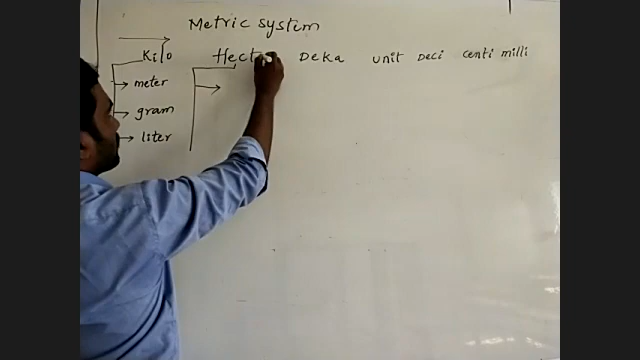 Metric system
Kilo Hect Deka unit Deci centi milli
meter
gram
liter